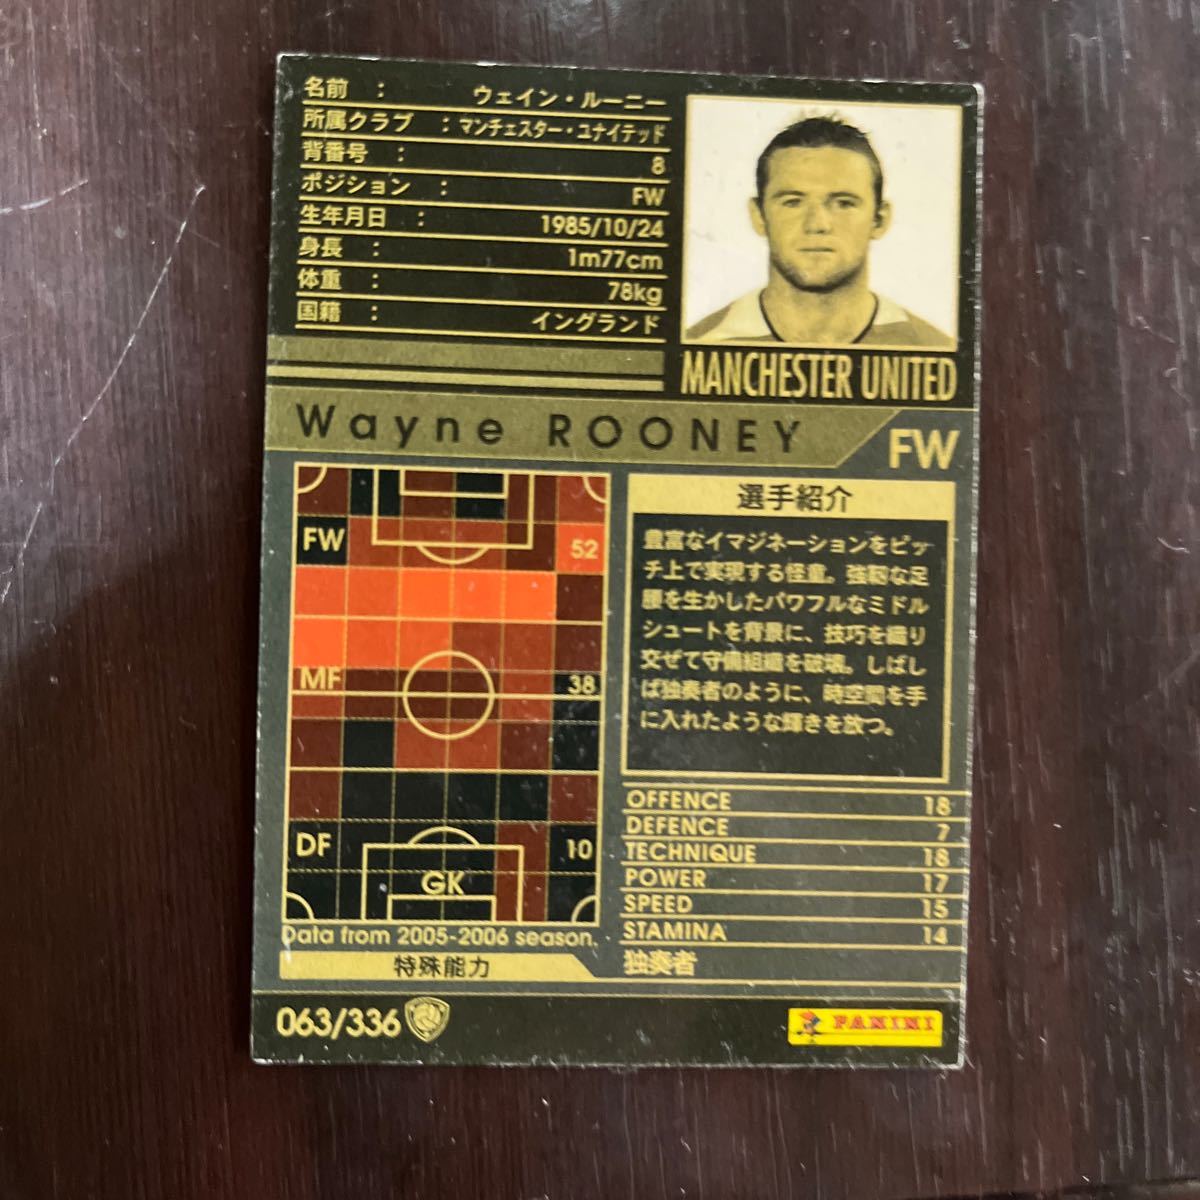 名前 : ウェイン・ルーニー
所属クラブ : マンチェスター・ユナイテッド
背番号 : 8
ポジション : FW
生年月日 : 1985/10/24
身長 : 1m77cm
体重 : 78kg
国籍 : イングランド
MANCHESTER UNITED
Wayne ROONEY
FW
FW 52
MF 38
DF 10
GK
Data from 2005-2006 season.
選手紹介
豊富なイマジネーションをピッ
チ上で実現する怪童。強靭な足
腰を生かしたパワフルなミドル
シュートを背景に、技巧を織り
交ぜて守備組織を破壊。しばし
ば独奏者のように、時空間を手
に入れたような輝きを放つ。
OFFENCE 18
DEFENCE 7
TECHNIQUE 18
POWER 17
SPEED 15
STAMINA 14
特殊能力 独奏者
063/336
PANINI